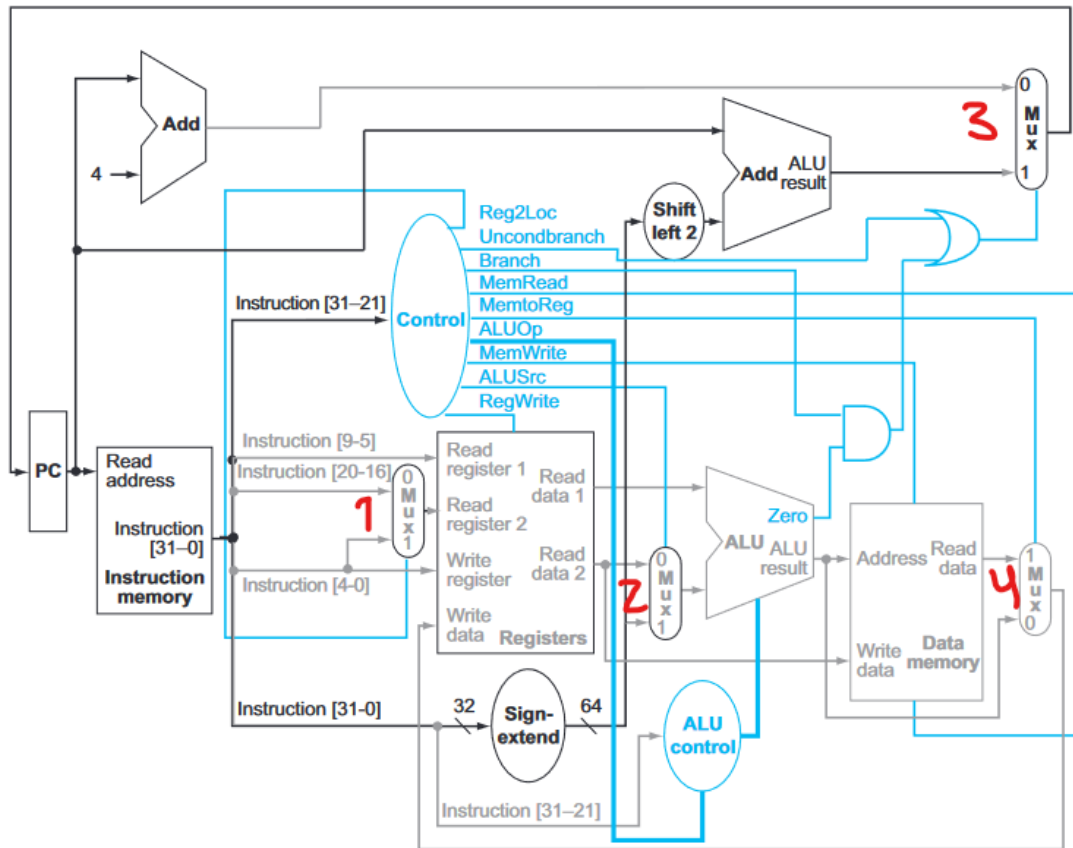 Add
4
0
Mux
1
3
Add
ALU
result
Shift
left 2
Reg2Loc
Uncondbranch
Branch
MemRead
MemtoReg
ALUOp
MemWrite
ALUSrc
RegWrite
Instruction [31–21]
Control
PC
Read
address
Instruction
[31–0]
Instruction
memory
Instruction [9-5]
Instruction [20-16]
Instruction [4-0]
1
0
Mux
1
Read
register 1
Read
register 2
Write
register
Write
data
Read
data 1
Read
data 2
Registers
2
0
Mux
1
Zero
ALU
ALU
result
Address
Read
data
Write
data
Data
memory
4
1
Mux
0
Instruction [31-0]
32
Sign-
extend
64
ALU
control
Instruction [31–21]